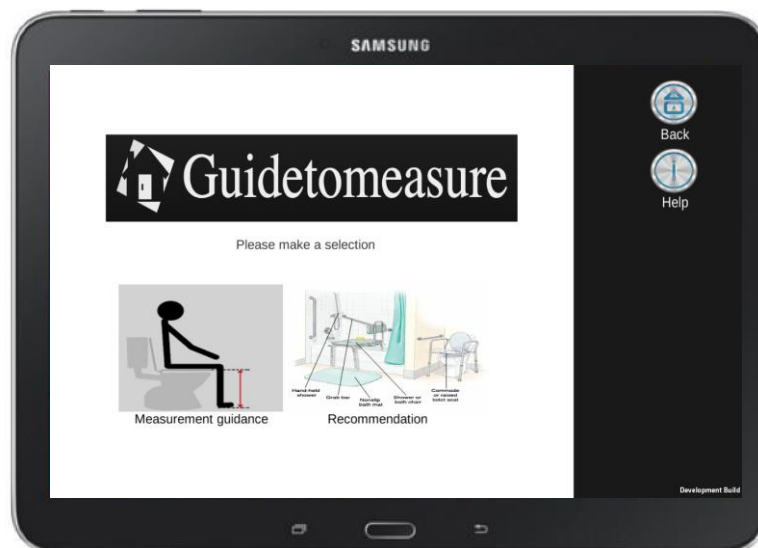 SAMSUNG
Guidetomeasure
Back
Help
Please make a selection
Hand-held
shower
Grab bar
Nonslip
bath mat
Shower or
bath chair
Commode
or raised
toilet seat
Measurement guidance
Recommendation
Development Build